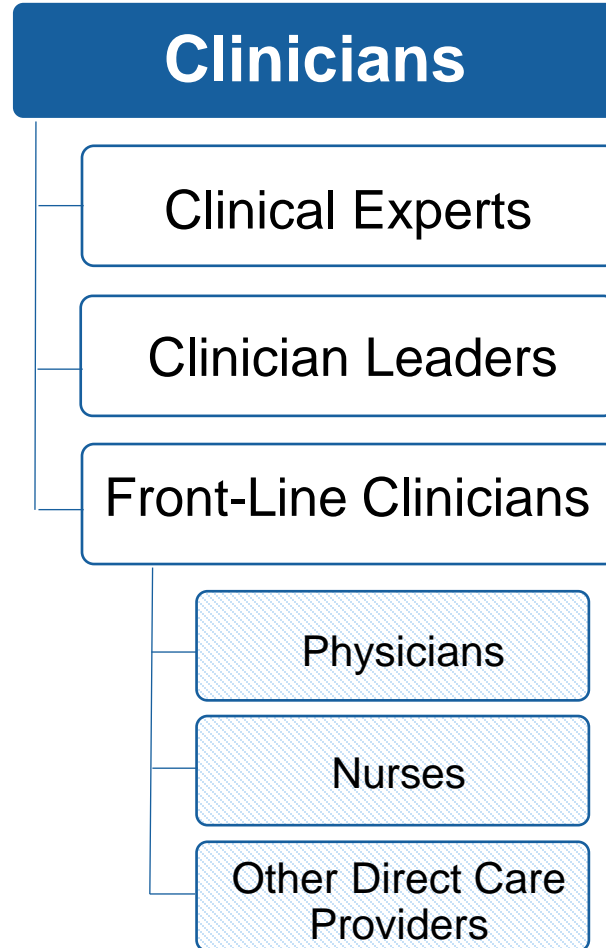 Clinicians
Clinical Experts
Clinician Leaders
Front-Line Clinicians
Physicians
Nurses
Other Direct Care
Providers